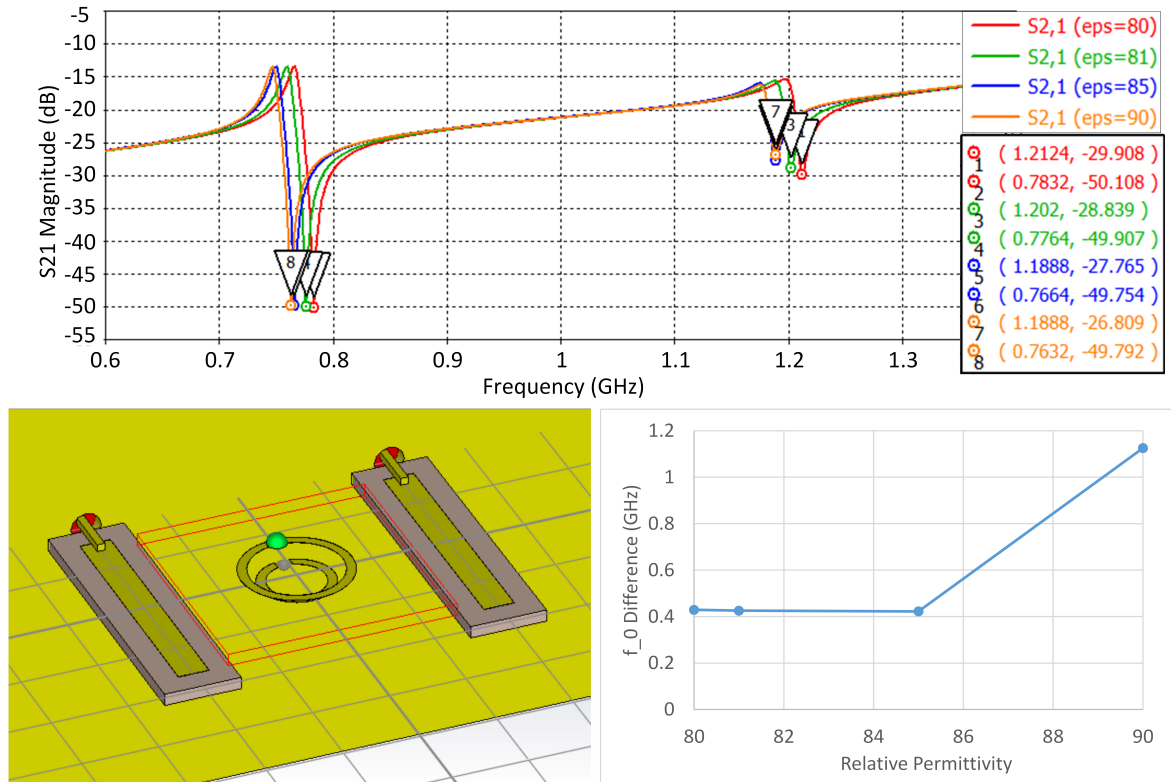 -5
-10
-15
-20
-25
-30
-35
-40
-45
-50
-55
S21 Magnitude (dB)
0.6 0.7 0.8 0.9 1 1.1 1.2 1.3
Frequency (GHz)
8
7
3
1
S2,1 (eps=80)
S2,1 (eps=81)
S2,1 (eps=85)
S2,1 (eps=90)
1 ( 1.2124, -29.908 )
2 ( 0.7832, -50.108 )
3 ( 1.202, -28.839 )
4 ( 0.7764, -49.907 )
5 ( 1.1888, -27.765 )
6 ( 0.7664, -49.754 )
7 ( 1.1888, -26.809 )
8 ( 0.7632, -49.792 )
1.2
1
0.8
0.6
0.4
0.2
0
f_0 Difference (GHz)
80 82 84 86 88 90
Relative Permittivity